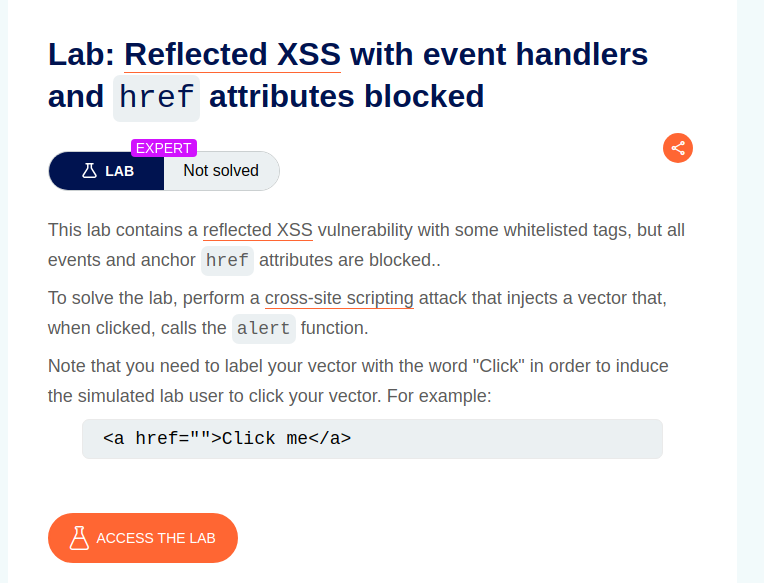 Lab: Reflected XSS with event handlers
and href attributes blocked
EXPERT
LAB
Not solved
This lab contains a reflected XSS vulnerability with some whitelisted tags, but all
events and anchor href attributes are blocked..
To solve the lab, perform a cross-site scripting attack that injects a vector that,
when clicked, calls the alert function.
Note that you need to label your vector with the word "Click" in order to induce
the simulated lab user to click your vector. For example:
<a href="">Click me</a>
ACCESS THE LAB